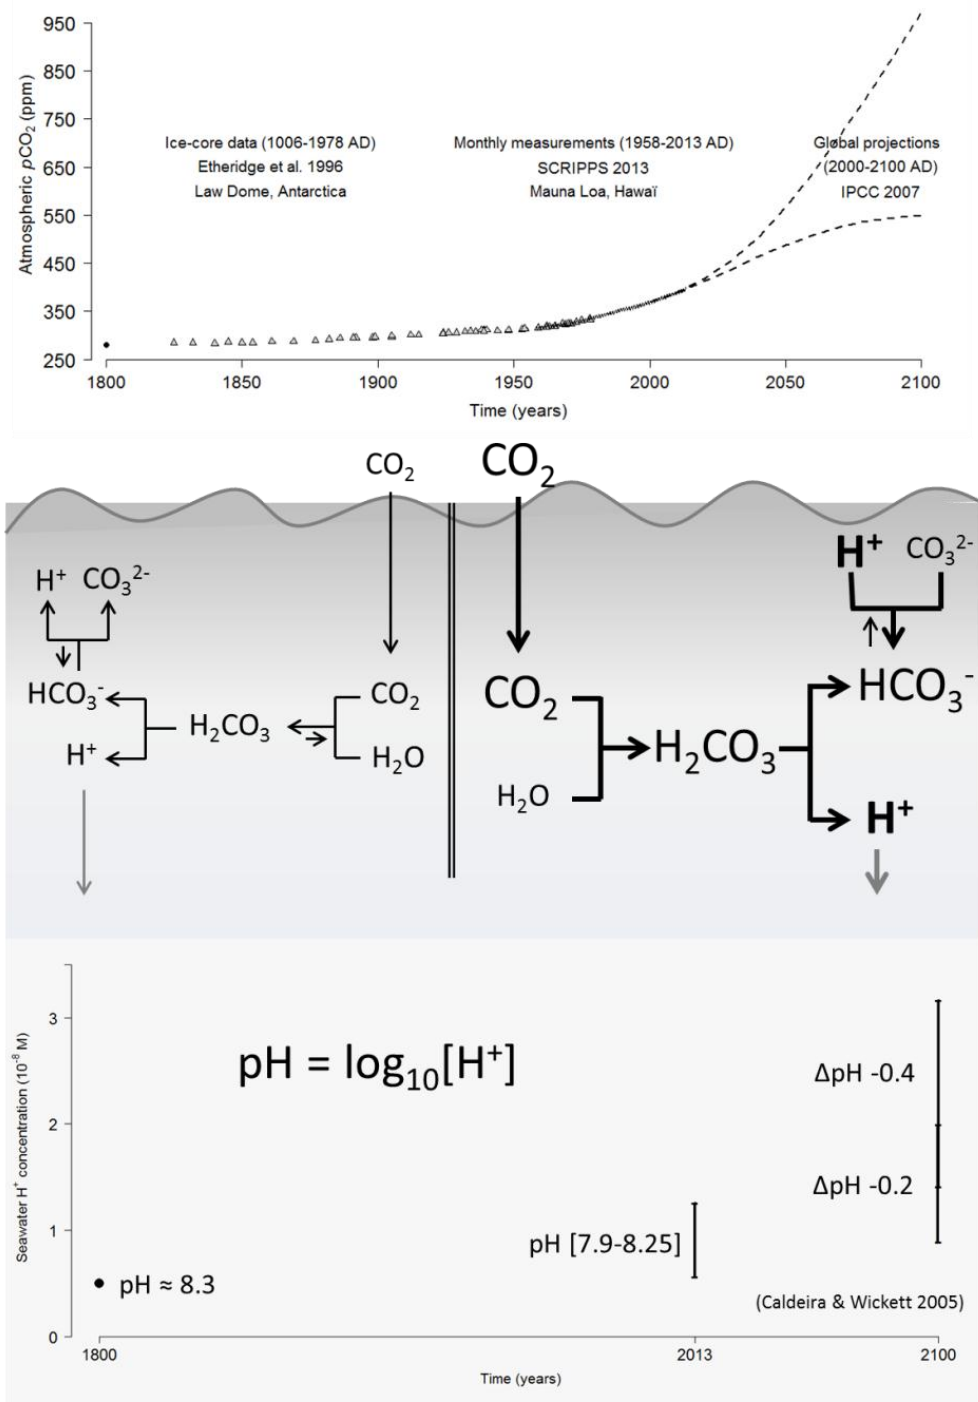 950
850
750
650
550
450
350
250
Atmospheric pCO₂ (ppm)
Ice-core data (1006-1978 AD)
Etheridge et al. 1996
Law Dome, Antarctica
Monthly measurements (1958-2013 AD)
SCRIPPS 2013
Mauna Loa, Hawaï
Global projections
(2000-2100 AD)
IPCC 2007
1800 1850 1900 1950 2000 2050 2100
Time (years)
CO₂ CO₂
H⁺ CO₃²⁻
HCO₃⁻
H⁺
H₂CO₃
CO₂
H₂O
CO₂
H₂O
H₂CO₃
H⁺ CO₃²⁻
HCO₃⁻
H⁺
3
2
1
0
Seawater H⁺ concentration (10⁻⁸ M)
pH = log₁₀[H⁺]
pH ≈ 8.3
pH [7.9-8.25]
ΔpH -0.4
ΔpH -0.2
(Caldeira & Wickett 2005)
1800 2013 2100
Time (years)